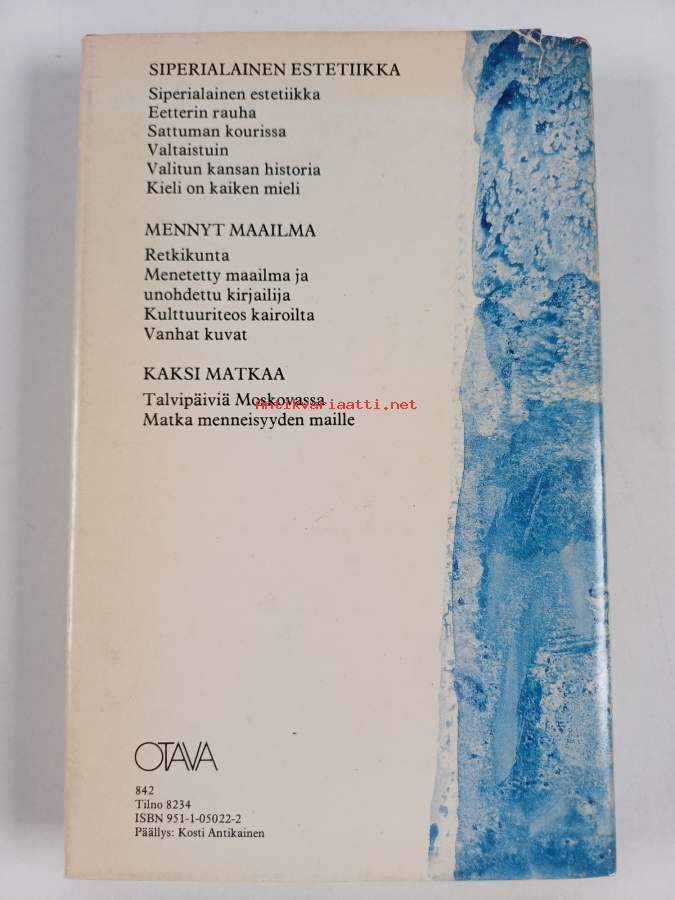 SIPERIALAINEN ESTETIIKKA
Siperialainen estetiikka
Eetterin rauha
Sattuman kourissa
Valtaistuin
Valitun kansan historia
Kieli on kaiken mieli
MENNYT MAAILMA
Retkikunta
Menetetty maailma ja
unohdettu kirjailija
Kulttuuriteos kairoilta
Vanhat kuvat
KAKSI MATKAA
Talvipäiviä Moskovassa
Antikvariaatti.net
Matka menneisyyden maille
OTAVA
842
Tilno 8234
ISBN 951-1-05022-2
Päällys: Kosti Antikainen